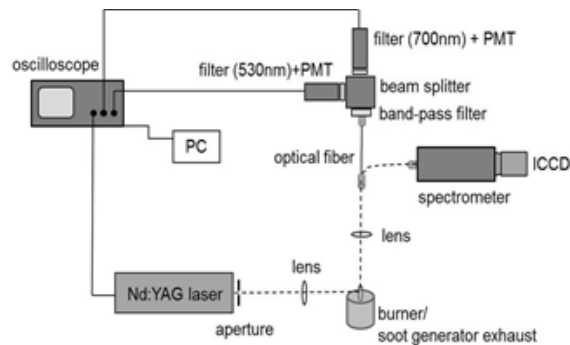 filter (700nm) + PMT
oscilloscope
filter (530nm)+PMT
beam splitter
band-pass filter
PC
optical fiber
ICCD
spectrometer
lens
lens
Nd:YAG laser
aperture
burner/
soot generator exhaust